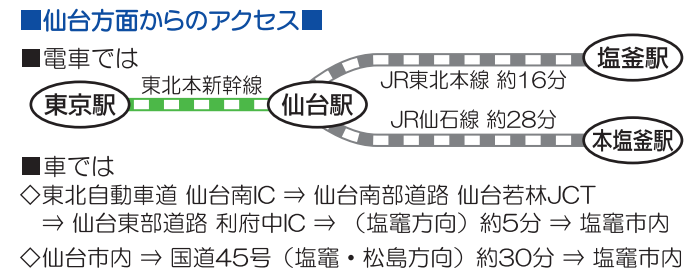 ■仙台方面からのアクセス■
■電車では
東京駅
東北本新幹線
仙台駅
JR東北本線 約16分
塩釜駅
JR仙石線 約28分
本塩釜駅
■車では
◇東北自動車道 仙台南IC ⇒ 仙台南部道路 仙台若林JCT
⇒ 仙台東部道路 利府中IC ⇒ （塩竈方向）約5分 ⇒ 塩竈市内
◇仙台市内 ⇒ 国道45号（塩竈・松島方向）約30分 ⇒ 塩竈市内